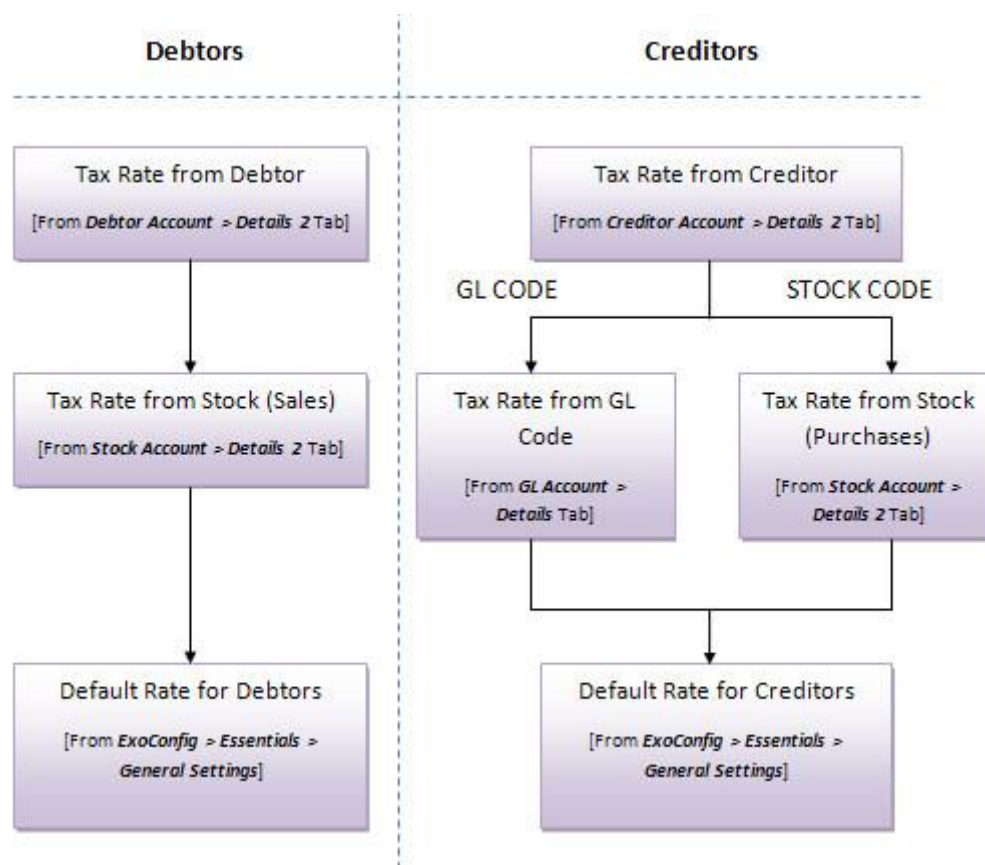 Debtors
Creditors
Tax Rate from Debtor
[From Debtor Account > Details 2 Tab]
Tax Rate from Creditor
[From Creditor Account > Details 2 Tab]
GL CODE
STOCK CODE
Tax Rate from Stock (Sales)
[From Stock Account > Details 2 Tab]
Tax Rate from GL
Code
[From GL Account >
Details Tab]
Tax Rate from Stock
(Purchases)
[From Stock Account >
Details 2 Tab]
Default Rate for Debtors
[From ExoConfig > Essentials >
General Settings]
Default Rate for Creditors
[From ExoConfig > Essentials >
General Settings]